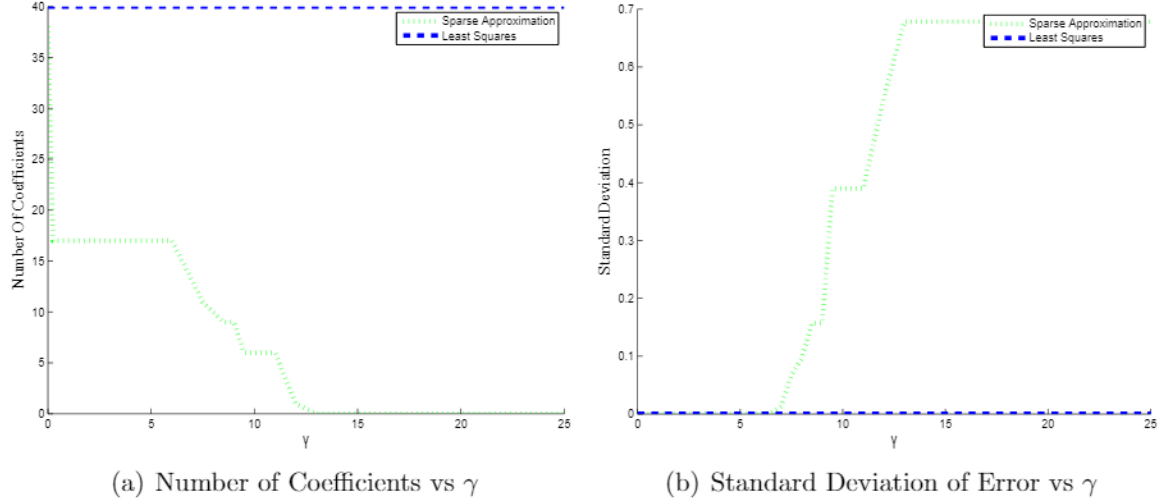 40
35
30
25
20
15
10
5
0
Number Of Coefficients
0 5 10 15 20 25
γ
Sparse Approximation
Least Squares
(a) Number of Coefficients vs γ
0.7
0.6
0.5
0.4
0.3
0.2
0.1
0
Standard Deviation
0 5 10 15 20 25
γ
Sparse Approximation
Least Squares
(b) Standard Deviation of Error vs γ